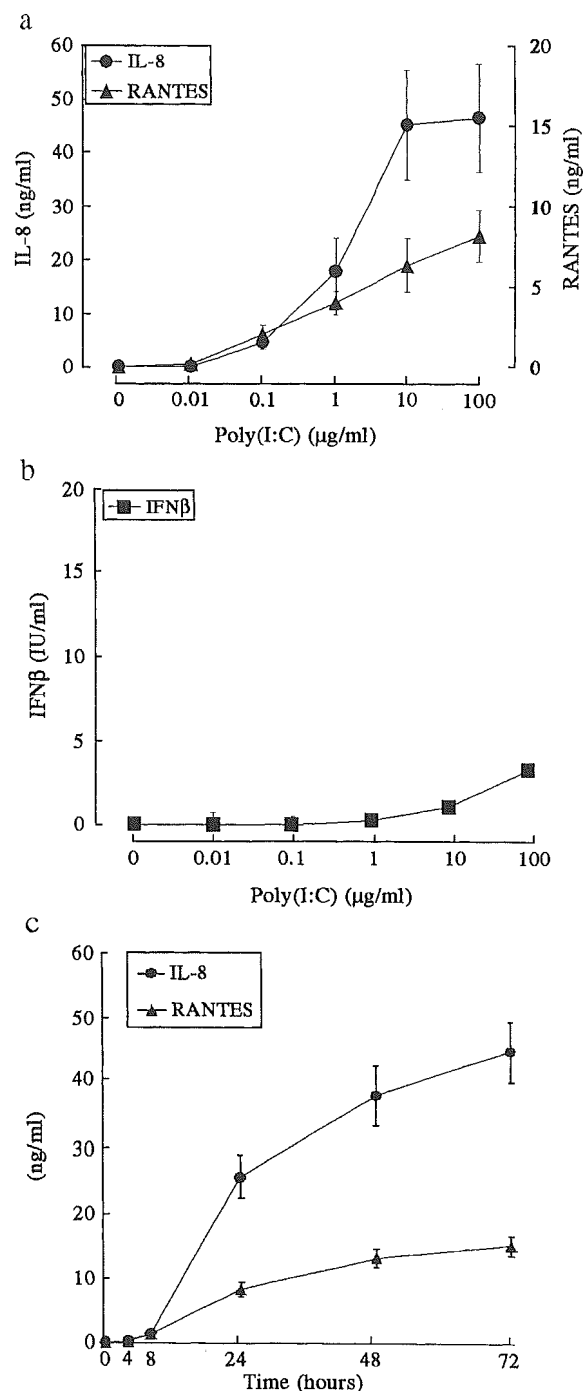 a
60
50
40
30
20
10
0
IL-8 (ng/ml)
IL-8
RANTES
20
15
10
5
0
RANTES (ng/ml)
0 0.01 0.1 1 10 100
Poly(I:C) (μg/ml)
b
20
15
10
5
0
IFNβ (IU/ml)
IFNβ
0 0.01 0.1 1 10 100
Poly(I:C) (μg/ml)
c
60
50
40
30
20
10
0
(ng/ml)
IL-8
RANTES
0 4 8 24 48 72
Time (hours)